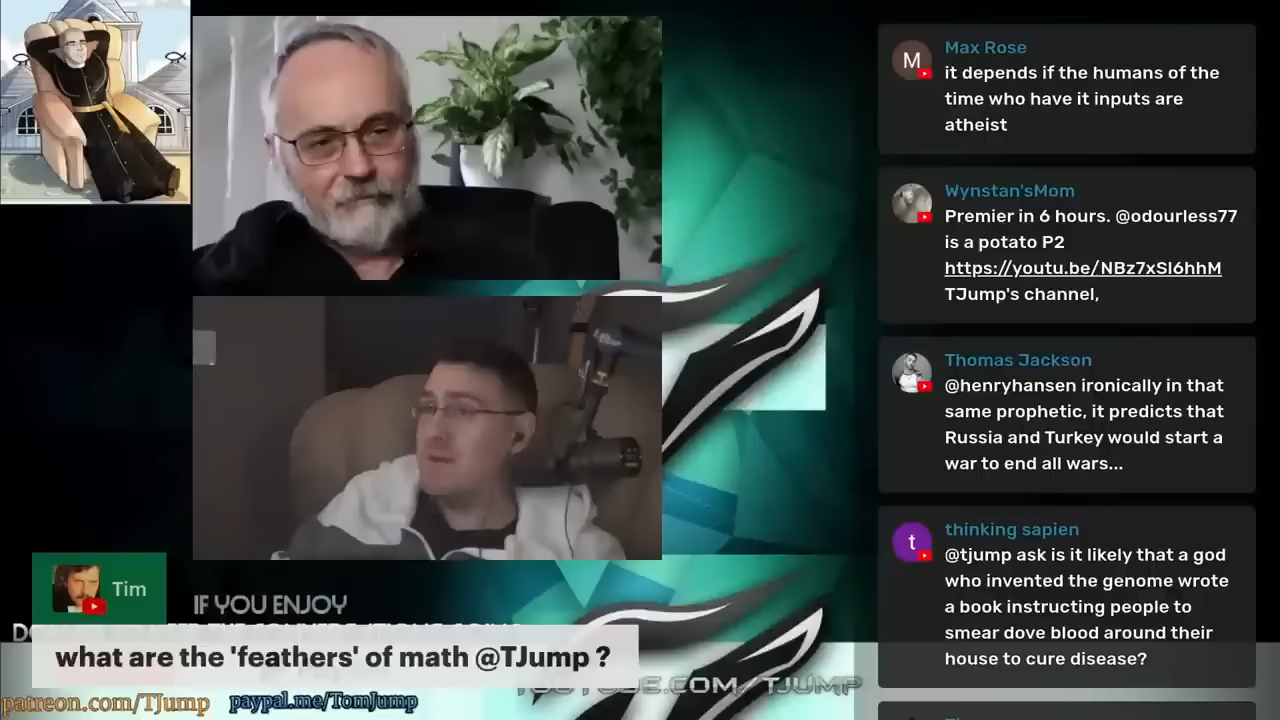 M
Max Rose
it depends if the humans of the
time who have it inputs are
atheist
Wynstan'sMom
Premier in 6 hours. @odourless77
is a potato P2
https://youtu.be/NBz7xSl6hhM
TJump's channel,
Thomas Jackson
@henryhansen ironically in that
same prophetic, it predicts that
Russia and Turkey would start a
war to end all wars...
t
thinking sapien
@tjump ask is it likely that a god
who invented the genome wrote
a book instructing people to
smear dove blood around their
house to cure disease?
Tim
IF YOU ENJOY
what are the 'feathers' of math @TJump ?
YOUTUBE.COM/TJUMP
patreon.com/TJump
paypal.me/TomJump